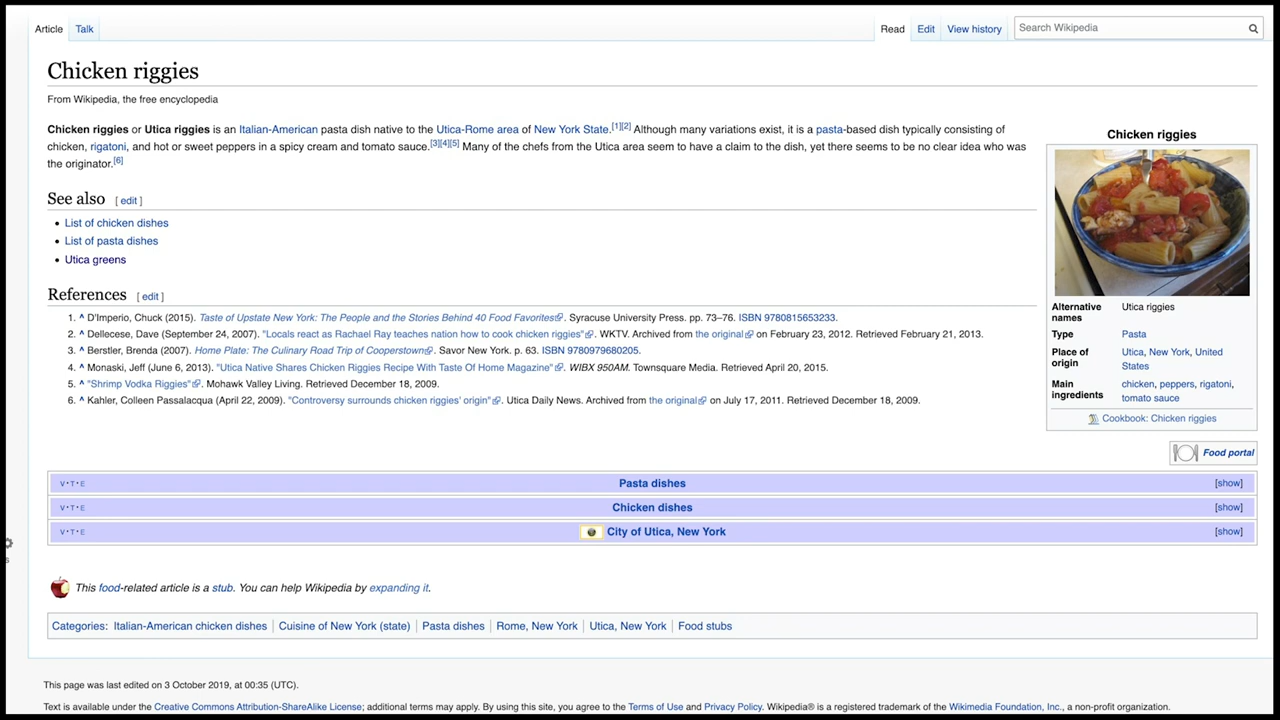 Article Talk Read Edit View history Search Wikipedia
Chicken riggies
From Wikipedia, the free encyclopedia
Chicken riggies or Utica riggies is an Italian-American pasta dish native to the Utica-Rome area of New York State.[1][2] Although many variations exist, it is a pasta-based dish typically consisting of
chicken, rigatoni, and hot or sweet peppers in a spicy cream and tomato sauce.[3][4][5] Many of the chefs from the Utica area seem to have a claim to the dish, yet there seems to be no clear idea who was
the originator.[6]
Chicken riggies
Alternative names Utica riggies
Type Pasta
Place of origin Utica, New York, United States
Main ingredients chicken, peppers, rigatoni, tomato sauce
Cookbook: Chicken riggies
See also [ edit ]
• List of chicken dishes
• List of pasta dishes
• Utica greens
References [ edit ]
1. ^ D'Imperio, Chuck (2015). Taste of Upstate New York: The People and the Stories Behind 40 Food Favorites. Syracuse University Press. pp. 73–76. ISBN 9780815653233.
2. ^ Dellecese, Dave (September 24, 2007). "Locals react as Rachael Ray teaches nation how to cook chicken riggies". WKTV. Archived from the original on February 23, 2012. Retrieved February 21, 2013.
3. ^ Berstler, Brenda (2007). Home Plate: The Culinary Road Trip of Cooperstown. Savor New York. p. 63. ISBN 9780979680205.
4. ^ Monaski, Jeff (June 6, 2013). "Utica Native Shares Chicken Riggies Recipe With Taste Of Home Magazine". WIBX 950AM. Townsquare Media. Retrieved April 20, 2015.
5. ^ "Shrimp Vodka Riggies". Mohawk Valley Living. Retrieved December 18, 2009.
6. ^ Kahler, Colleen Passalacqua (April 22, 2009). "Controversy surrounds chicken riggies' origin". Utica Daily News. Archived from the original on July 17, 2011. Retrieved December 18, 2009.
Food portal
V·T·E Pasta dishes [show]
V·T·E Chicken dishes [show]
V·T·E City of Utica, New York [show]
This food-related article is a stub. You can help Wikipedia by expanding it.
Categories: Italian-American chicken dishes | Cuisine of New York (state) | Pasta dishes | Rome, New York | Utica, New York | Food stubs
This page was last edited on 3 October 2019, at 00:35 (UTC).
Text is available under the Creative Commons Attribution-ShareAlike License; additional terms may apply. By using this site, you agree to the Terms of Use and Privacy Policy. Wikipedia® is a registered trademark of the Wikimedia Foundation, Inc., a non-profit organization.